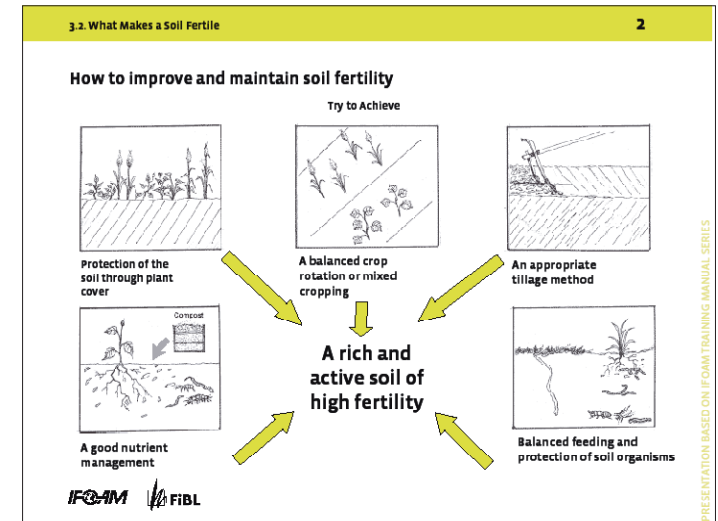 3.2. What Makes a Soil Fertile
2
How to improve and maintain soil fertility
Try to Achieve
Protection of the
soil through plant
cover
A balanced crop
rotation or mixed
cropping
An appropriate
tillage method
Compost
A rich and
active soil of
high fertility
A good nutrient
management
Balanced feeding and
protection of soil organisms
IFOAM
FiBL
PRESENTATION BASED ON IFOAM TRAINING MANUAL SERIES